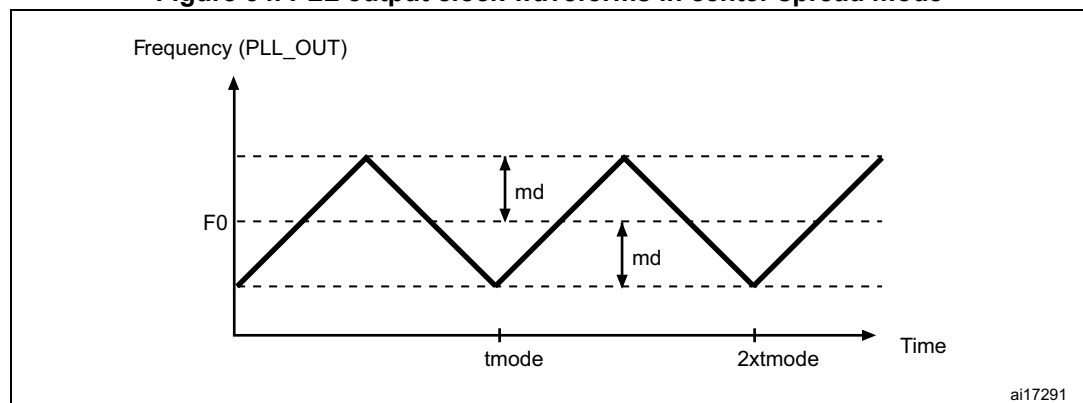 Frequency (PLL_OUT)
md
F0
md
tmode
2xtmode
Time
ai17291